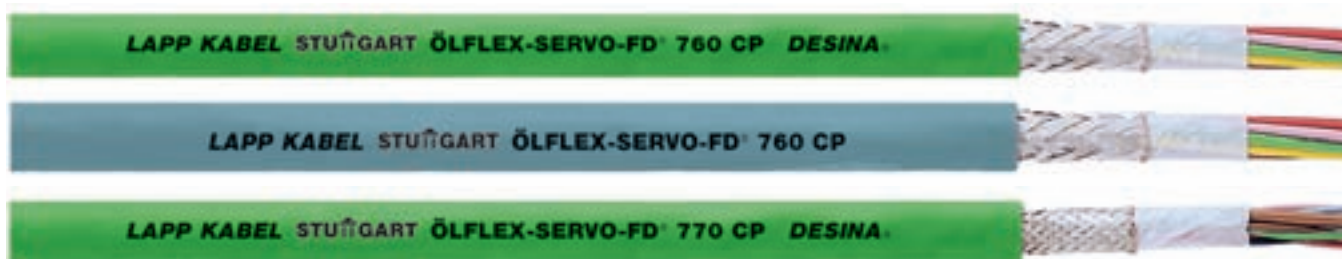 LAPP KABEL STUTTGART ÖLFLEX-SERVO-FD® 760 CP DESINA®
LAPP KABEL STUTTGART ÖLFLEX-SERVO-FD® 760 CP
LAPP KABEL STUTTGART ÖLFLEX-SERVO-FD® 770 CP DESINA®